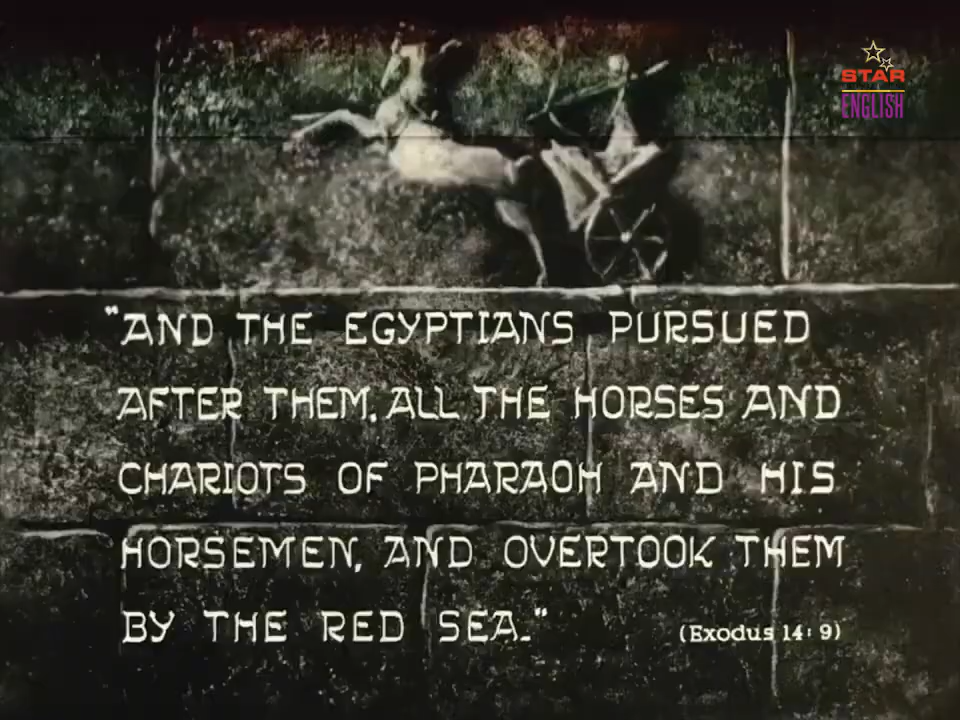 STAR
ENGLISH
"AND THE EGYPTIANS PURSUED
AFTER THEM, ALL THE HORSES AND
CHARIOTS OF PHARAOH AND HIS
HORSEMEN, AND OVERTOOK THEM
BY THE RED SEA."
(Exodus 14:9)